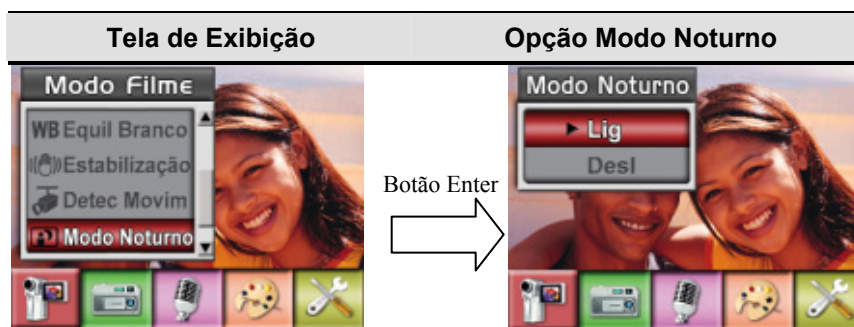 Tela de Exibição
Opção Modo Noturno
Modo Filme
WB Equil Branco
Estabilização
Detec Movim
Modo Noturno
Botão Enter
Modo Noturno
Lig
Desl